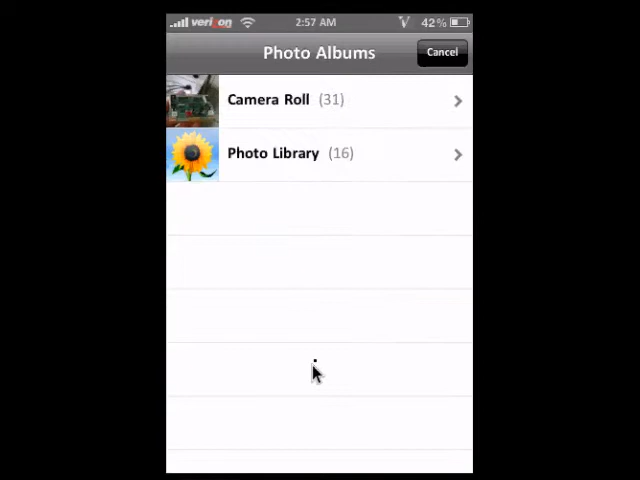 verizon 2:57 AM V 42%
Photo Albums Cancel
Camera Roll (31)
Photo Library (16)